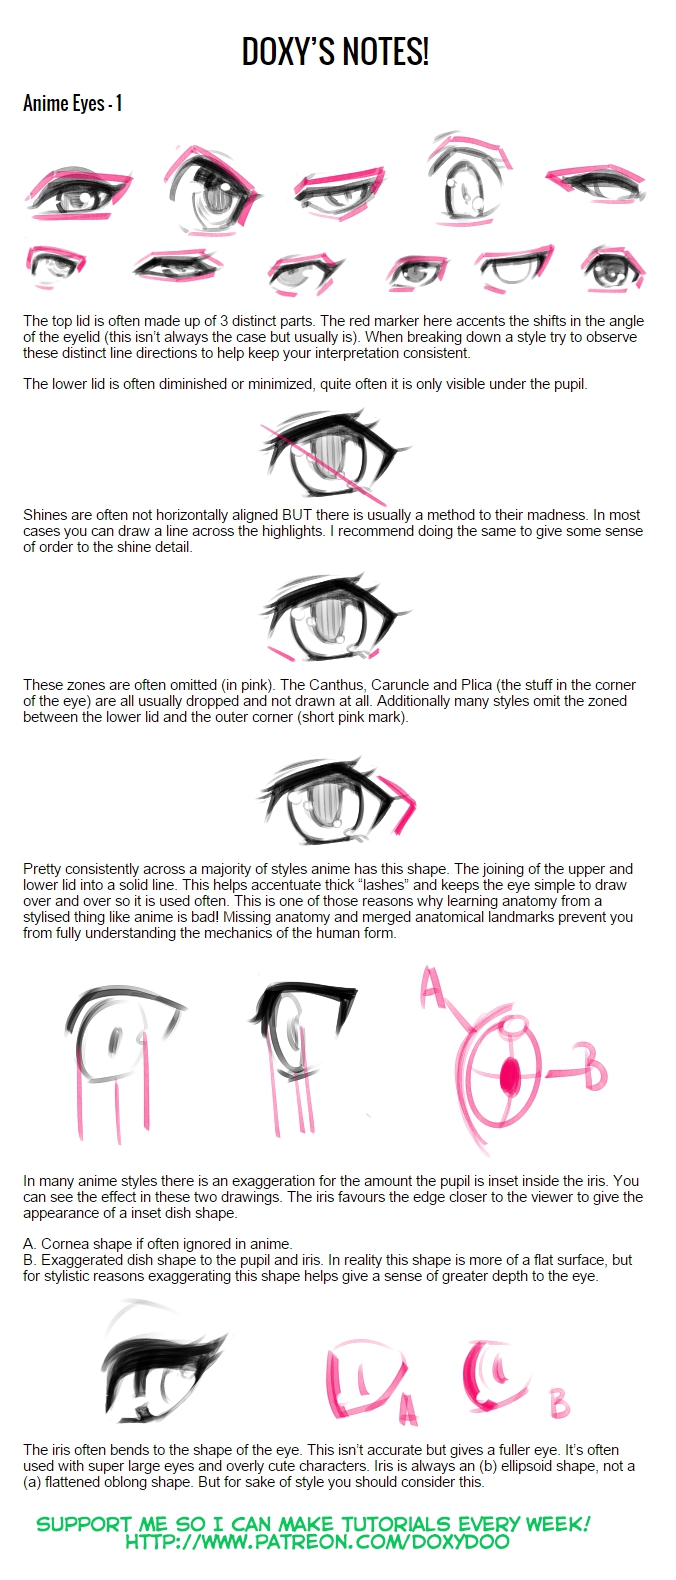 DOXY'S NOTES!
Anime Eyes - 1
The top lid is often made up of 3 distinct parts. The red marker here accents the shifts in the angle
of the eyelid (this isn't always the case but usually is). When breaking down a style try to observe
these distinct line directions to help keep your interpretation consistent.
The lower lid is often diminished or minimized, quite often it is only visible under the pupil.
Shines are often not horizontally aligned BUT there is usually a method to their madness. In most
cases you can draw a line across the highlights. I recommend doing the same to give some sense
of order to the shine detail.
These zones are often omitted (in pink). The Canthus, Caruncle and Plica (the stuff in the corner
of the eye) are all usually dropped and not drawn at all. Additionally many styles omit the zoned
between the lower lid and the outer corner (short pink mark).
Pretty consistently across a majority of styles anime has this shape. The joining of the upper and
lower lid into a solid line. This helps accentuate thick “lashes” and keeps the eye simple to draw
over and over so it is used often. This is one of those reasons why learning anatomy from a
stylised thing like anime is bad! Missing anatomy and merged anatomical landmarks prevent you
from fully understanding the mechanics of the human form.
A
B
In many anime styles there is an exaggeration for the amount the pupil is inset inside the iris. You
can see the effect in these two drawings. The iris favours the edge closer to the viewer to give the
appearance of a inset dish shape.
A. Cornea shape if often ignored in anime.
B. Exaggerated dish shape to the pupil and iris. In reality this shape is more of a flat surface, but
for stylistic reasons exaggerating this shape helps give a sense of greater depth to the eye.
A
B
The iris often bends to the shape of the eye. This isn't accurate but gives a fuller eye. It's often
used with super large eyes and overly cute characters. Iris is always an (b) ellipsoid shape, not a
(a) flattened oblong shape. But for sake of style you should consider this.
SUPPORT ME SO I CAN MAKE TUTORIALS EVERY WEEK!
HTTP://WWW.PATREON.COM/DOXYDOO